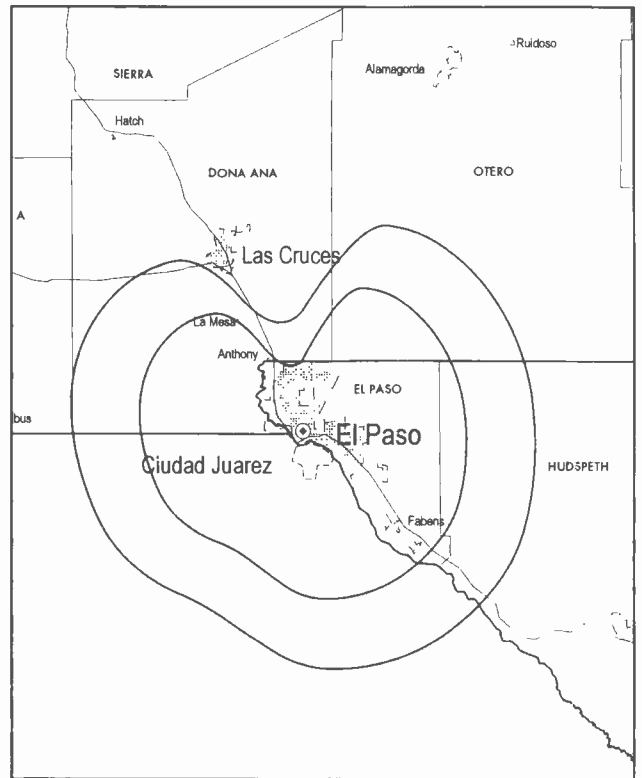 Ruidoso
SIERRA
Alamagorda
Hatch
DONA ANA
OTERO
A
Las Cruces
La Mesa
Anthony
EL PASO
bus
El Paso
Ciudad Juarez
HUDSPETH
Fabens